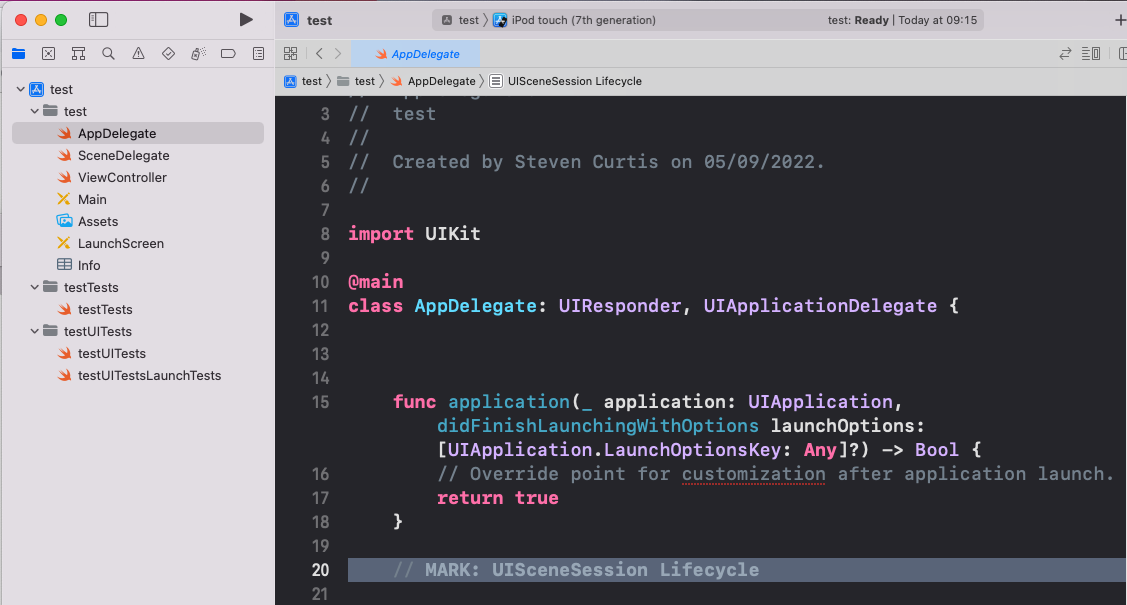 test
test
iPod touch (7th generation)
test: Ready | Today at 09:15
AppDelegate
test
test
AppDelegate
UISceneSession Lifecycle
test
test
AppDelegate
SceneDelegate
ViewController
Main
Assets
LaunchScreen
Info
testTests
testTests
testUITests
testUITests
testUITestsLaunchTests
3 // test
4 //
5 // Created by Steven Curtis on 05/09/2022.
6 //
7
8 import UIKit
9
10 @main
11 class AppDelegate: UIResponder, UIApplicationDelegate {
12
13
14
15 func application(_ application: UIApplication,
didFinishLaunchingWithOptions launchOptions:
[UIApplication.LaunchOptionsKey: Any]?) -> Bool {
16 // Override point for customization after application launch.
17 return true
18 }
19
20 // MARK: UISceneSession Lifecycle
21